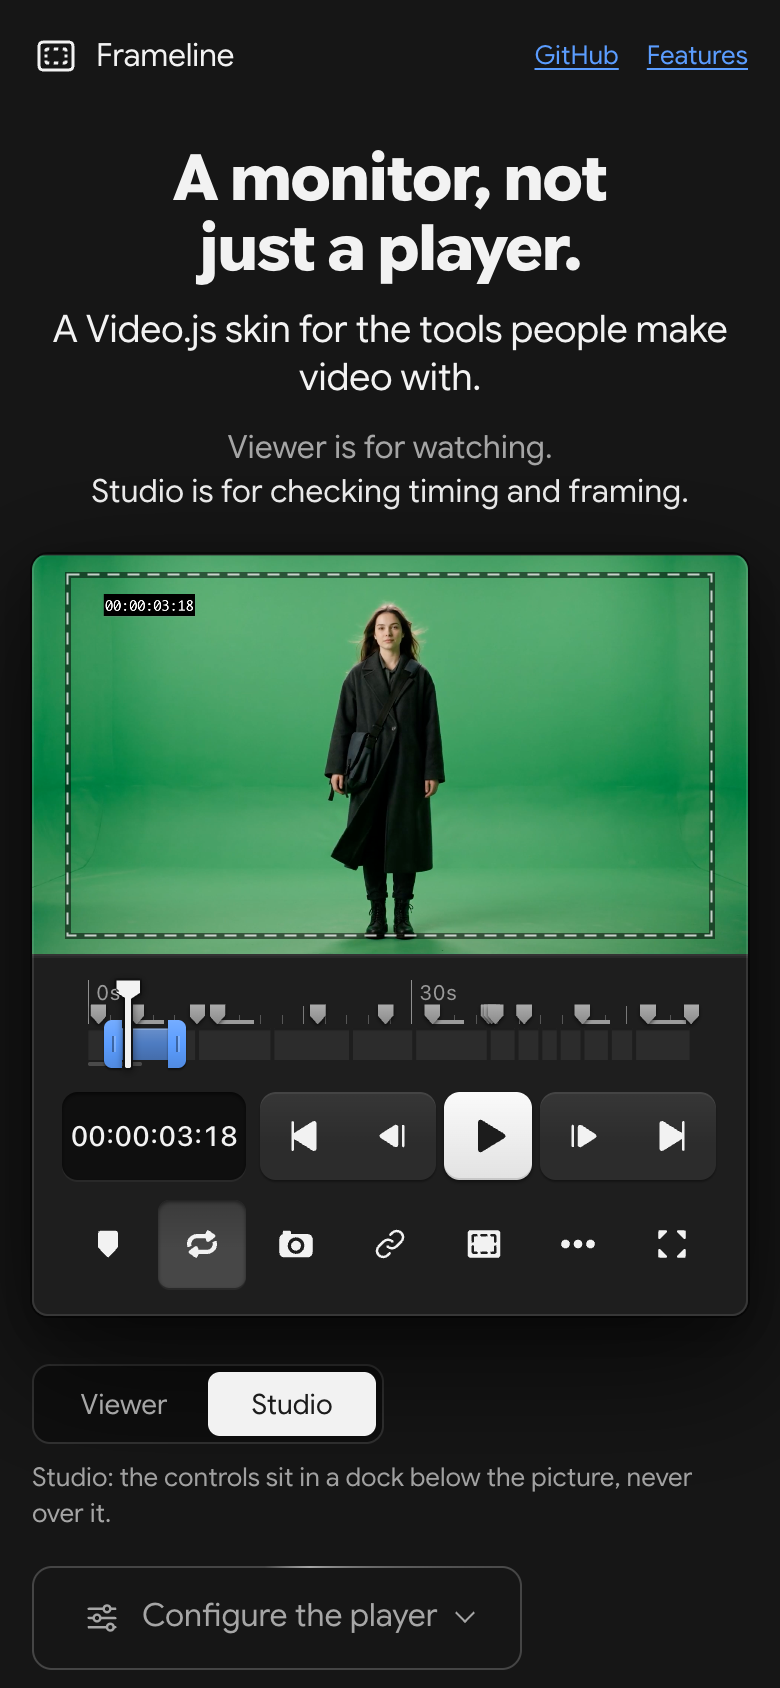 Frameline
GitHub Features
A monitor, not
just a player.
A Video.js skin for the tools people make
video with.
Viewer is for watching.
Studio is for checking timing and framing.
00:00:03:18
0s 30s
00:00:03:18
Viewer Studio
Studio: the controls sit in a dock below the picture, never
over it.
Configure the player